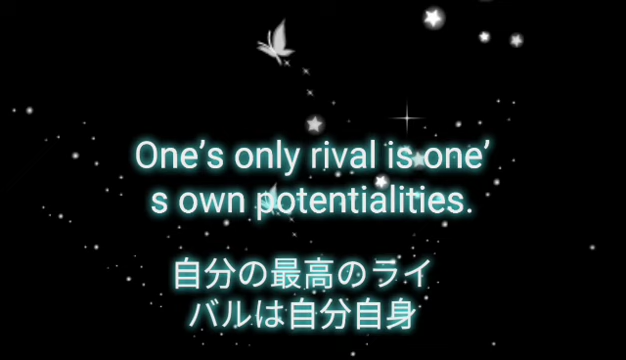 One’s only rival is one’
s own potentialities.
自分の最高のライ
バルは自分自身